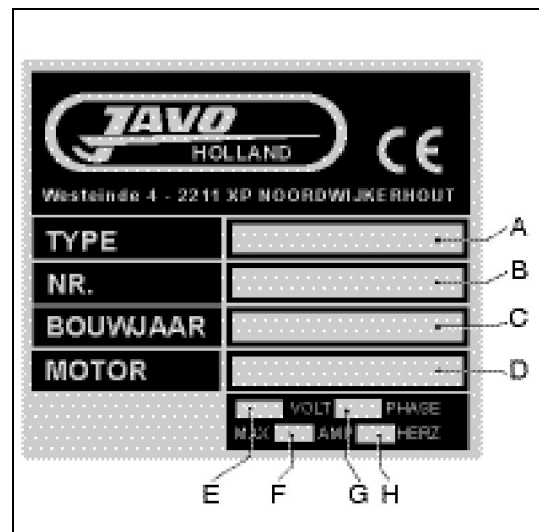 JAVO
HOLLAND
CE
Westeinde 4 - 2211 XP NOORDWIJKERHOUT
TYPE A
NR. B
BOUWJAAR C
MOTOR D
VOLT PHASE
MAX AMP HERZ
E F G H